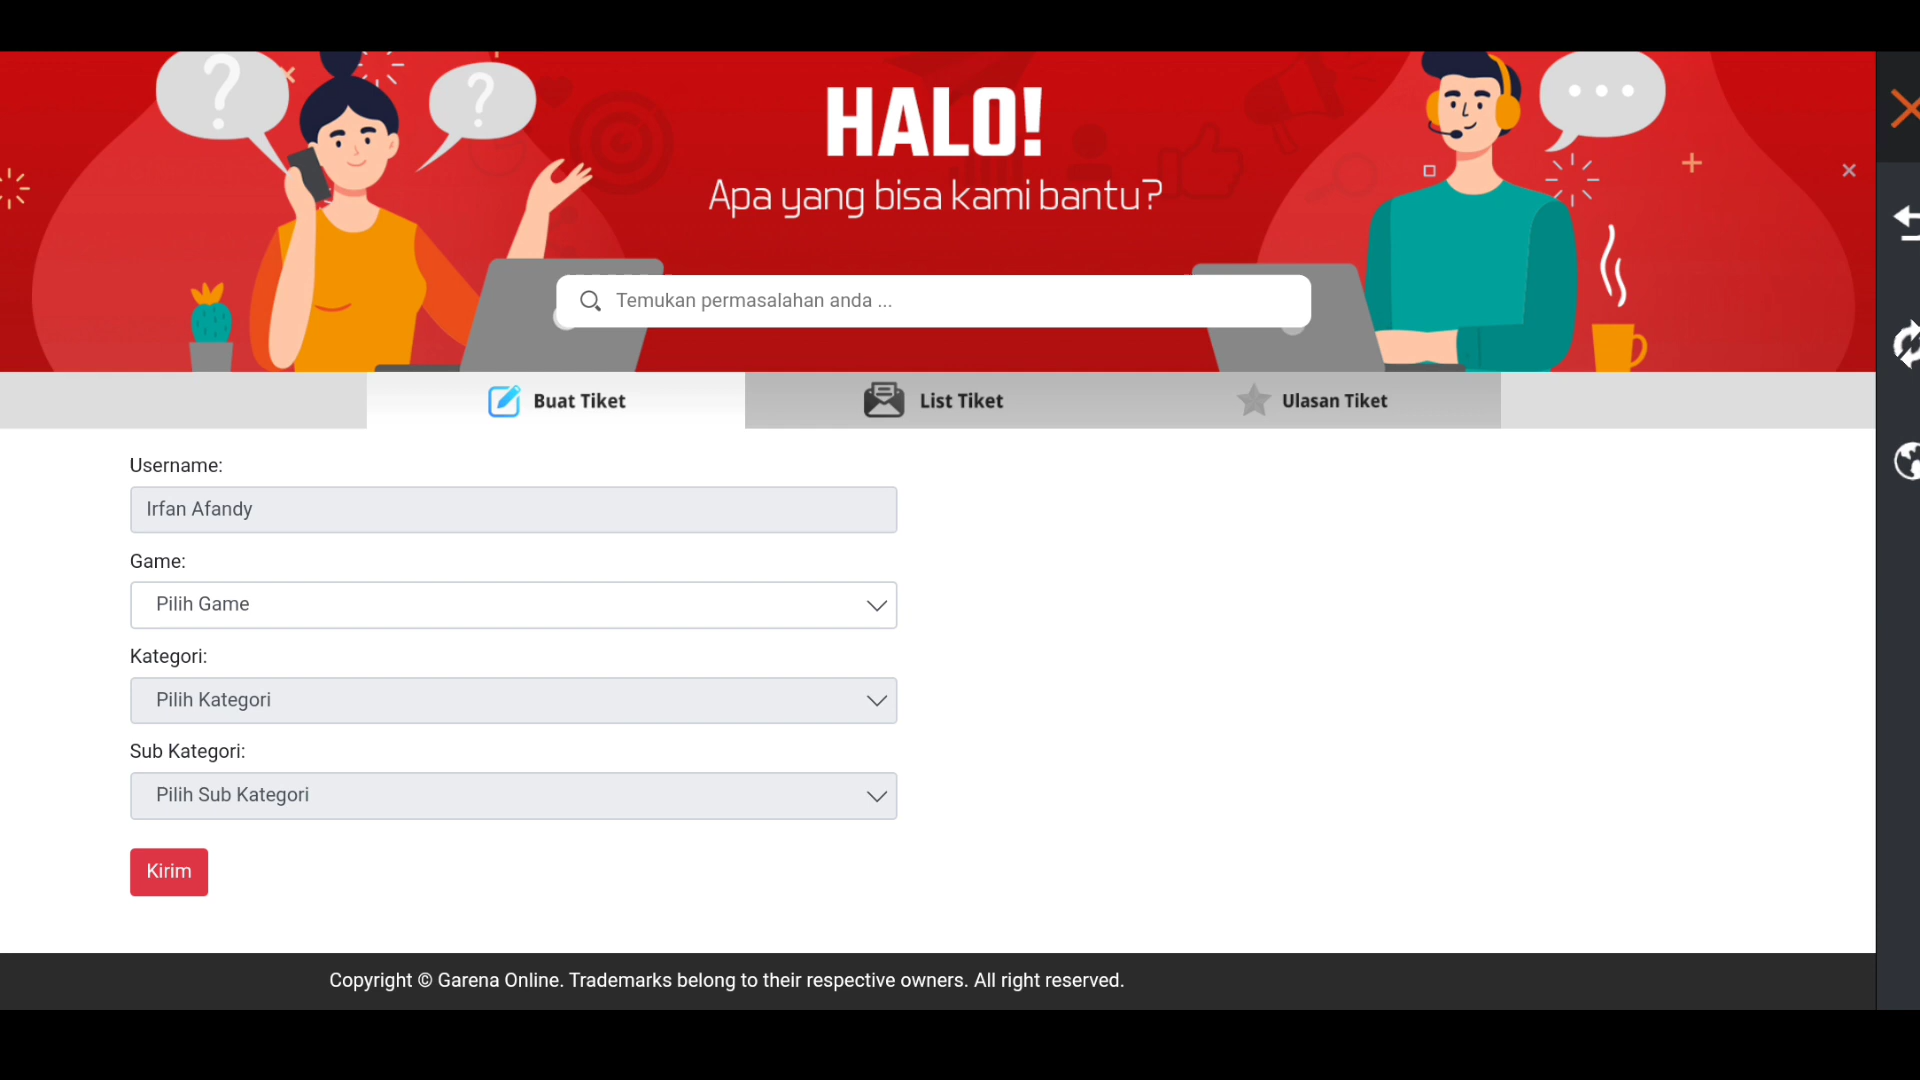 HALO!
Apa yang bisa kami bantu?
Temukan permasalahan anda ...
Buat Tiket
List Tiket
Ulasan Tiket
Username:
Irfan Afandy
Game:
Pilih Game
Kategori:
Pilih Kategori
Sub Kategori:
Pilih Sub Kategori
Kirim
Copyright © Garena Online. Trademarks belong to their respective owners. All right reserved.